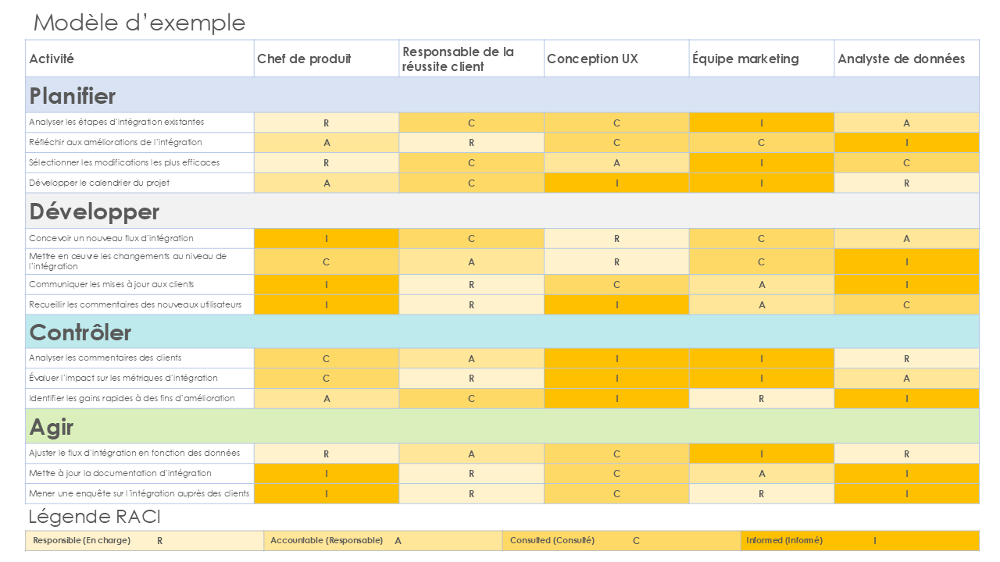 Modèle d’exemple
Activité Chef de produit Responsable de la réussite client Conception UX Équipe marketing Analyste de données
Planifier
Analyser les étapes d’intégration existantes R C C I A
Réfléchir aux améliorations de l’intégration A R C C I
Sélectionner les modifications les plus efficaces R C A I C
Développer le calendrier du projet A C I I R
Développer
Concevoir un nouveau flux d’intégration I C R C A
Mettre en œuvre les changements au niveau de l’intégration C A R C I
Communiquer les mises à jour aux clients I R C A I
Recueillir les commentaires des nouveaux utilisateurs I R I A C
Contrôler
Analyser les commentaires des clients C A I I R
Évaluer l’impact sur les métriques d’intégration C R I I A
Identifier les gains rapides à des fins d’amélioration A C I R I
Agir
Ajuster le flux d’intégration en fonction des données R A C I R
Mettre à jour la documentation d’intégration I R C A I
Mener une enquête sur l’intégration auprès des clients I R C R I
Légende RACI
Responsible (En charge) R Accountable (Responsable) A Consulted (Consulté) C Informed (Informé) I